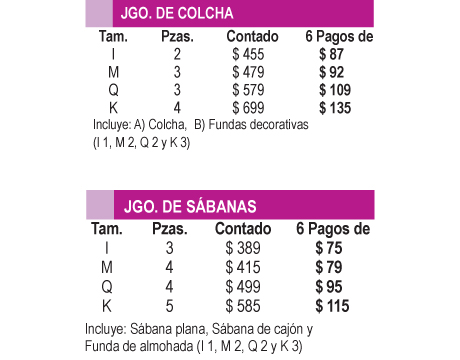 JGO. DE COLCHA
Tam. Pzas. Contado 6 Pagos de
I 2 $ 455 $ 87
M 3 $ 479 $ 92
Q 3 $ 579 $ 109
K 4 $ 699 $ 135
Incluye: A) Colcha, B) Fundas decorativas
(I 1, M 2, Q 2 y K 3)
JGO. DE SÁBANAS
Tam. Pzas. Contado 6 Pagos de
I 3 $ 389 $ 75
M 4 $ 415 $ 79
Q 4 $ 499 $ 95
K 5 $ 585 $ 115
Incluye: Sábana plana, Sábana de cajón y
Funda de almohada (I 1, M 2, Q 2 y K 3)